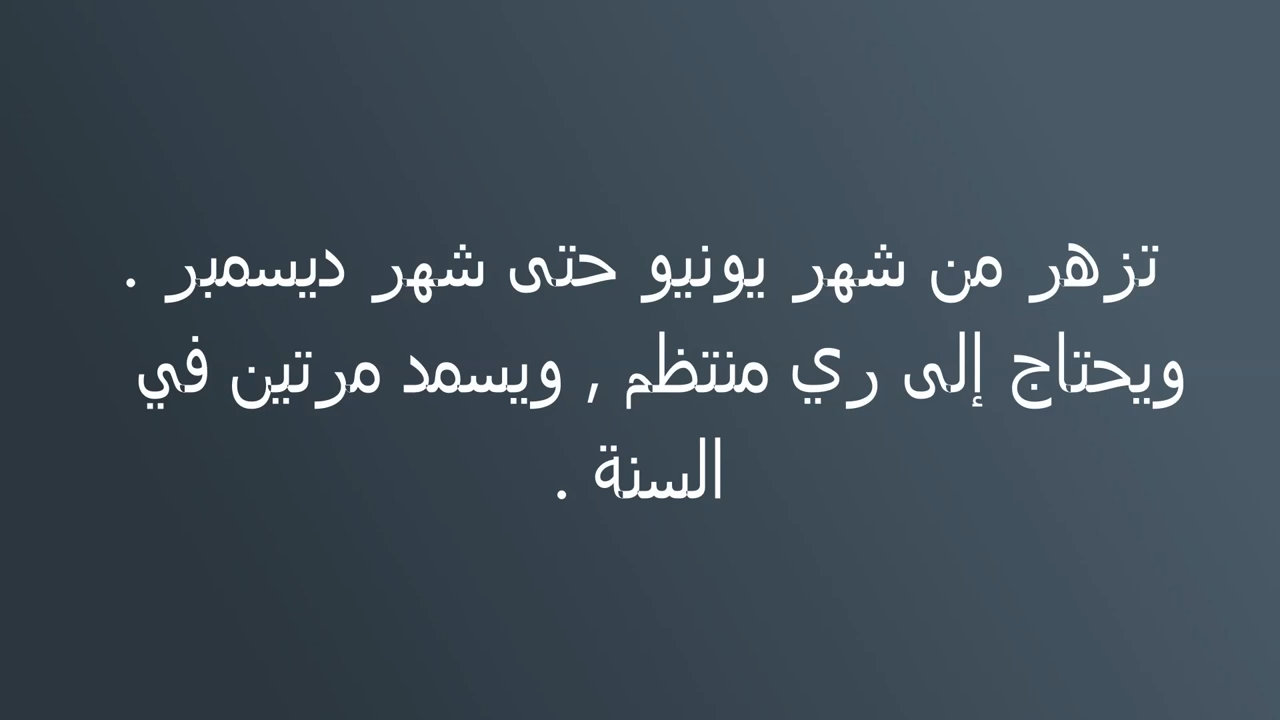 تزهر من شهر يونيو حتى شهر ديسمبر .
ويحتاج إلى ري منتظم , ويسمد مرتين في
السنة .